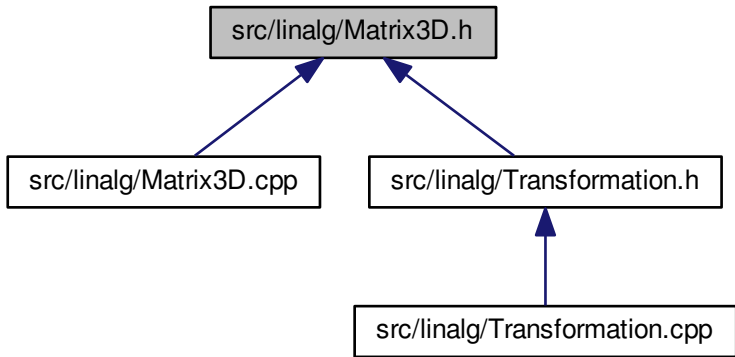 src/linalg/Matrix3D.h
src/linalg/Matrix3D.cpp
src/linalg/Transformation.h
src/linalg/Transformation.cpp